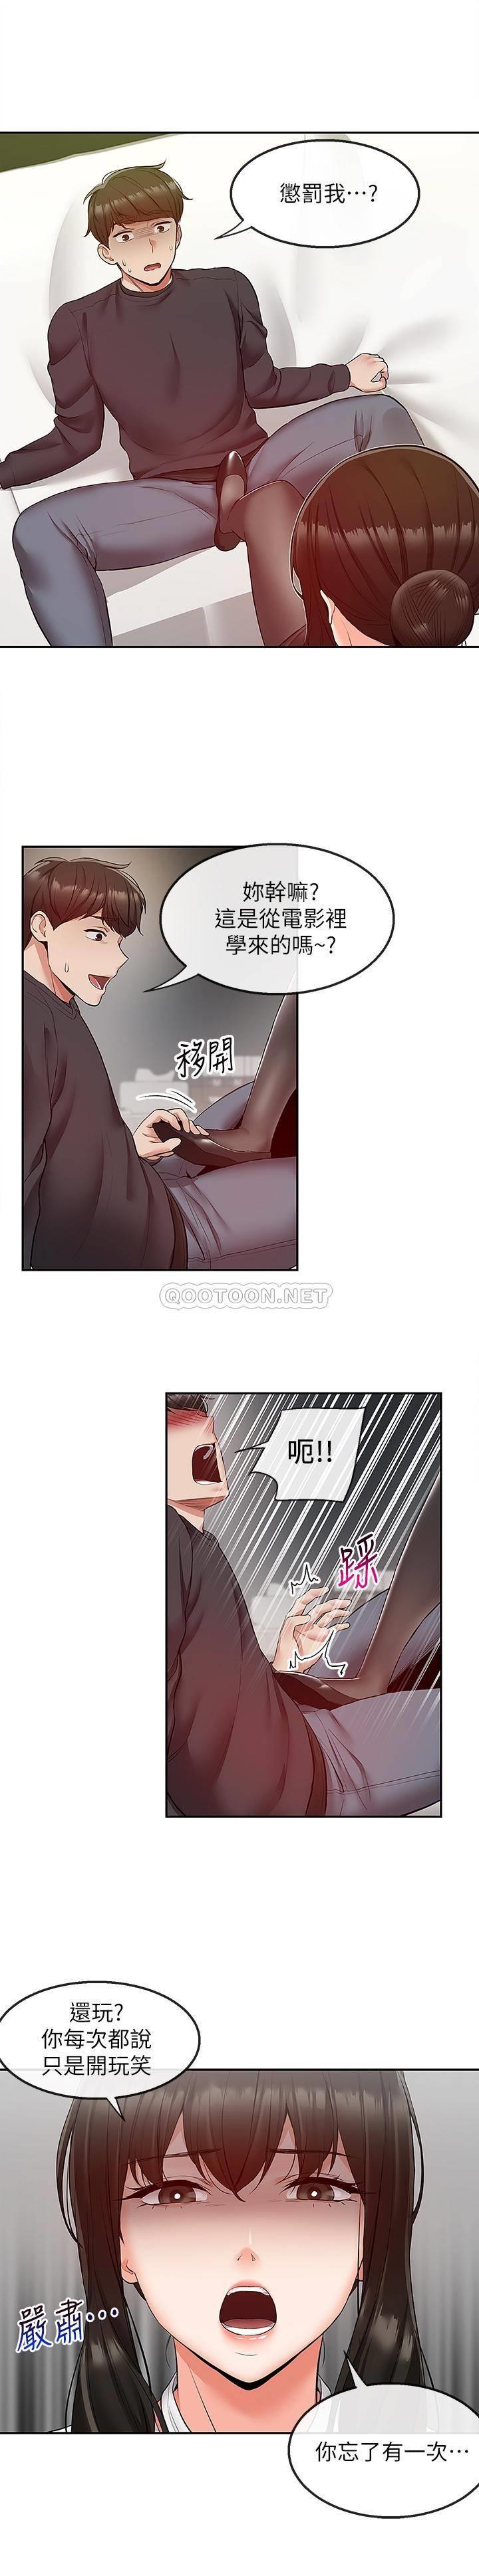 懲罰我…?
妳幹嘛?
這是從電影裡
學來的嗎~?
移開
QOOTOON.NET
呃!!
踩
還玩?
你每次都說
只是開玩笑
嚴肅…
你忘了有一次…